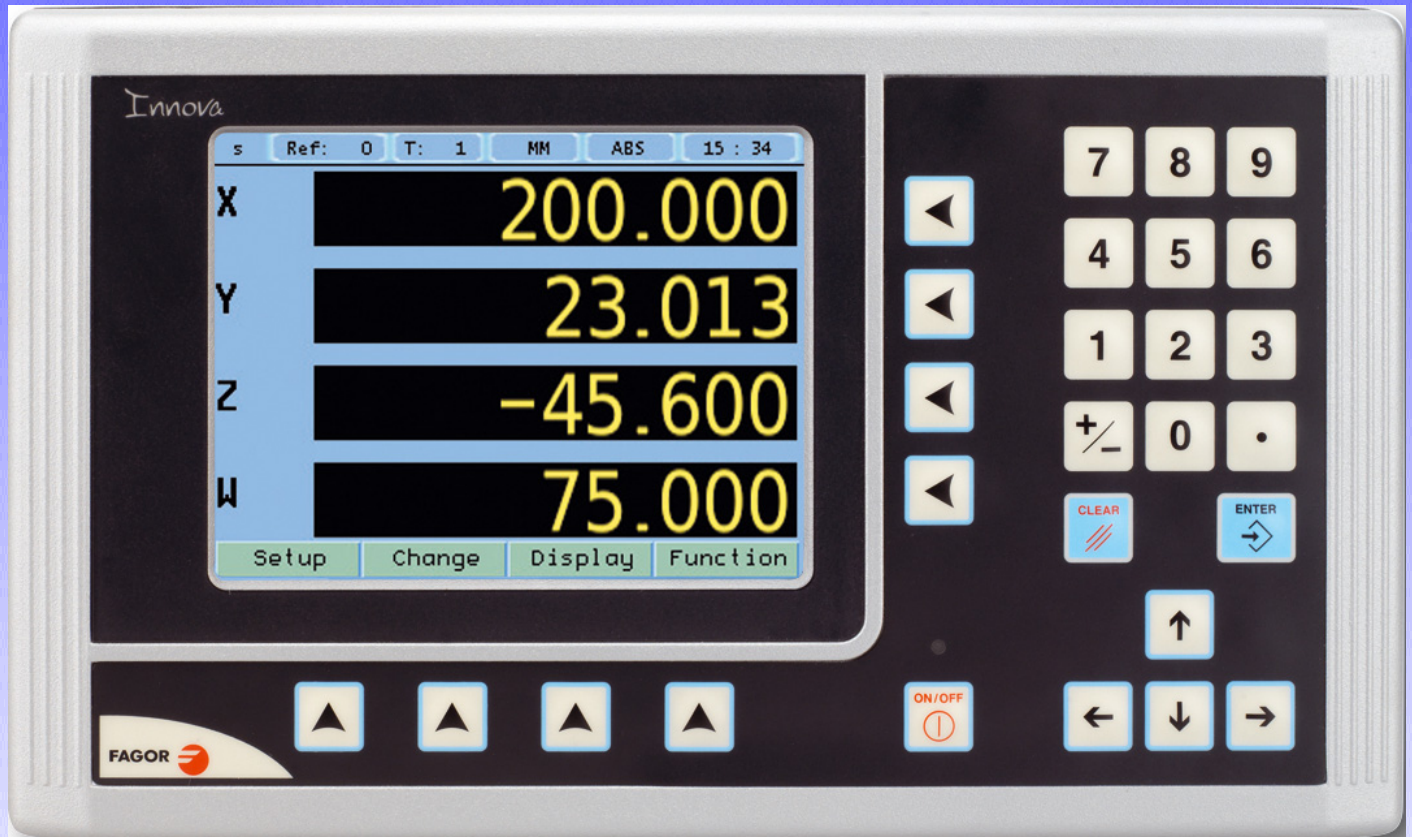 Innova
s Ref: 0 T: 1 MM ABS 15 : 34
X 200.000
Y 23.013
Z -45.600
W 75.000
Setup Change Display Function
7 8 9
4 5 6
1 2 3
+/- 0 .
CLEAR ENTER
ON/OFF
FAGOR